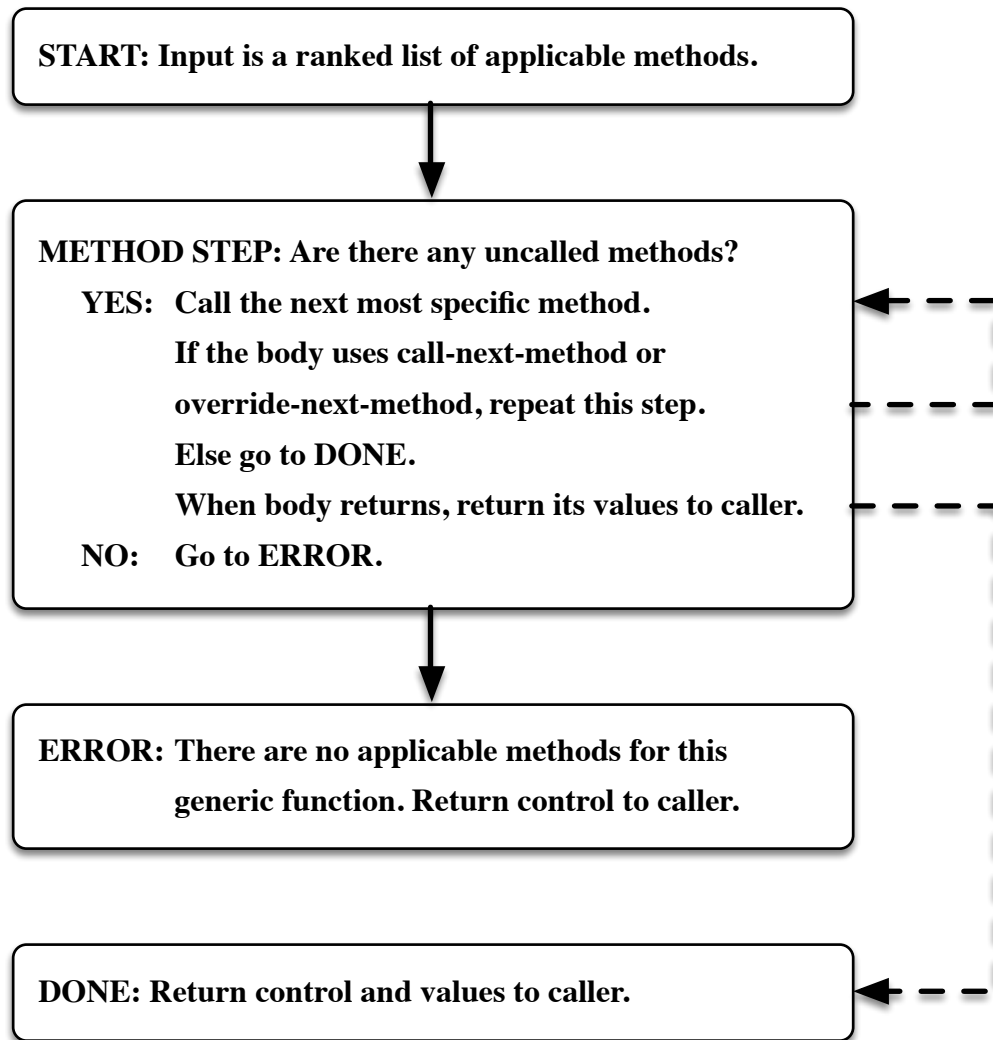 START: Input is a ranked list of applicable methods.
METHOD STEP: Are there any uncalled methods?
YES: Call the next most specific method.
If the body uses call-next-method or
override-next-method, repeat this step.
Else go to DONE.
When body returns, return its values to caller.
NO: Go to ERROR.
ERROR: There are no applicable methods for this
generic function. Return control to caller.
DONE: Return control and values to caller.